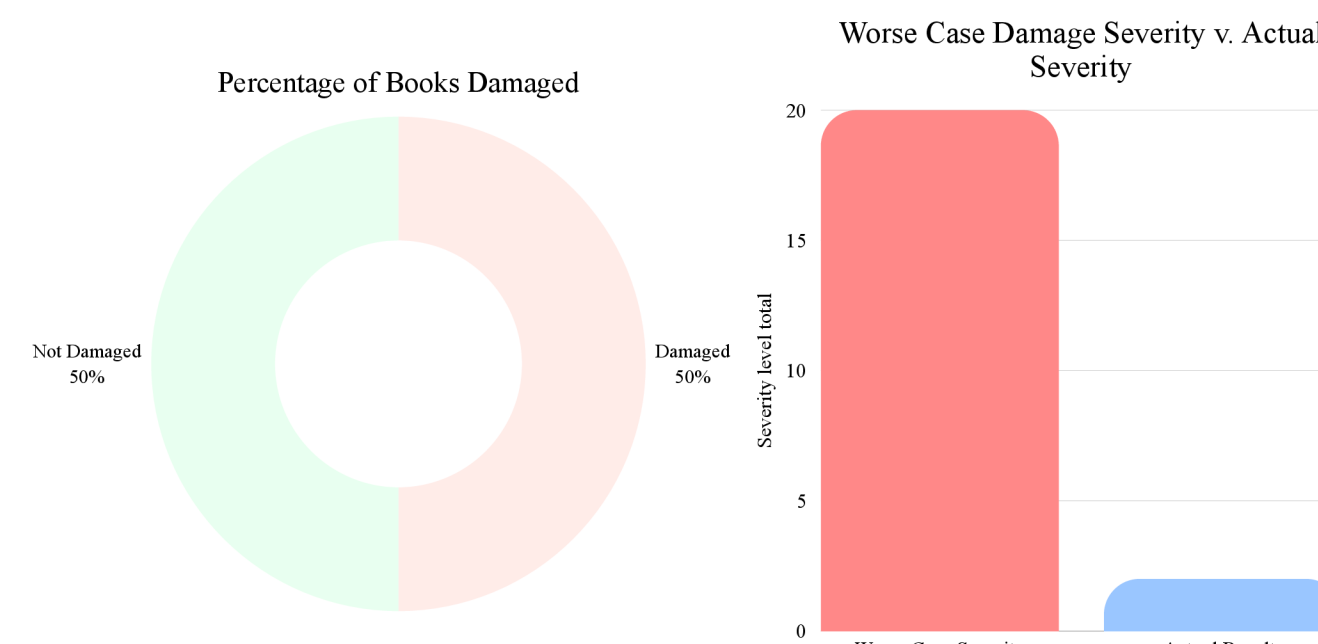 Percentage of Books Damaged
Not Damaged
50%
Damaged
50%
Worse Case Damage Severity v. Actual
Severity
Severity level total
20
15
10
5
0